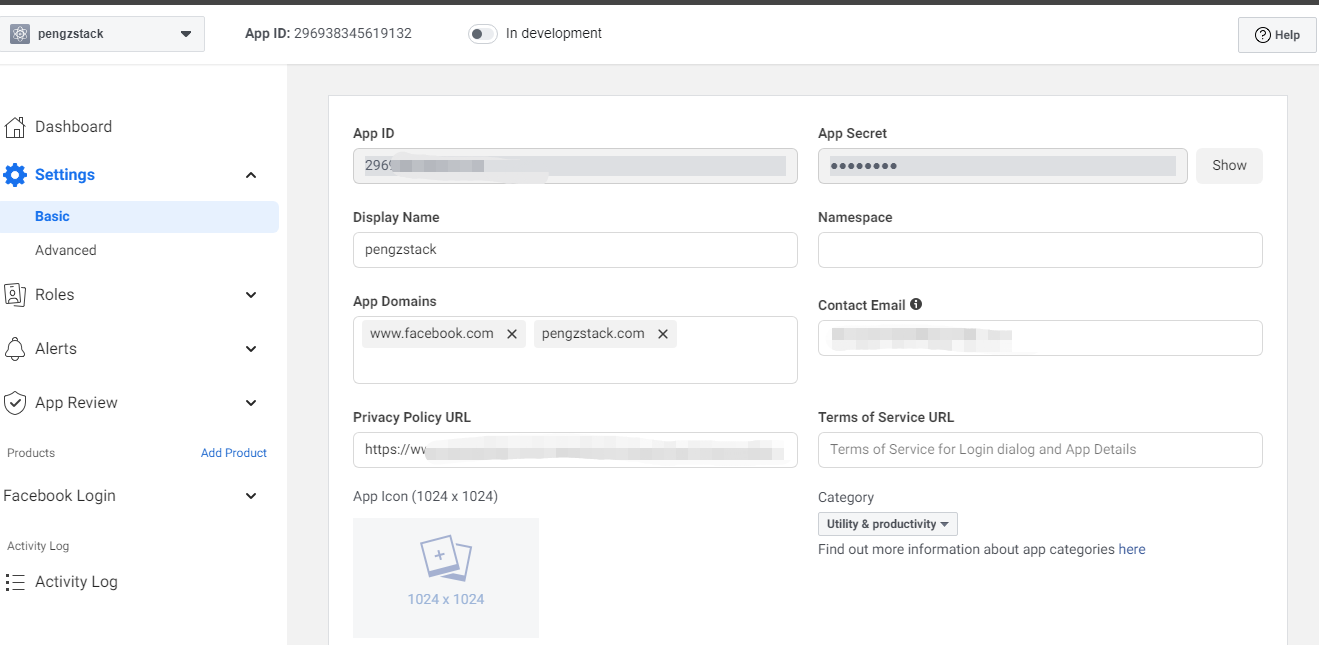 pengzstack
App ID: 296938345619132
In development
Help
Dashboard
Settings
Basic
Advanced
Roles
Alerts
App Review
Products
Add Product
Facebook Login
Activity Log
Activity Log
App ID
296
App Secret
••••••••
Show
Display Name
pengzstack
Namespace
App Domains
www.facebook.com
pengzstack.com
Contact Email
Privacy Policy URL
https://ww
Terms of Service URL
Terms of Service for Login dialog and App Details
App Icon (1024 x 1024)
1024 x 1024
Category
Utility & productivity
Find out more information about app categories here